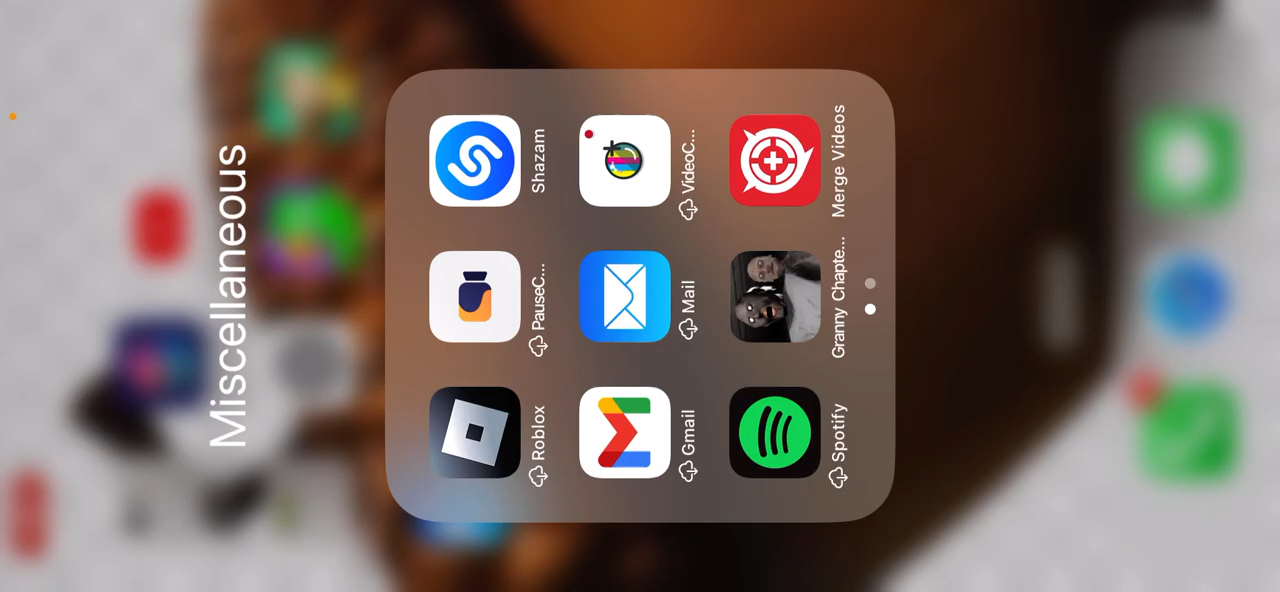 Miscellaneous
Roblox
PauseC...
Shazam
Gmail
Mail
VideoC...
Spotify
Granny Chapte...
Merge Videos